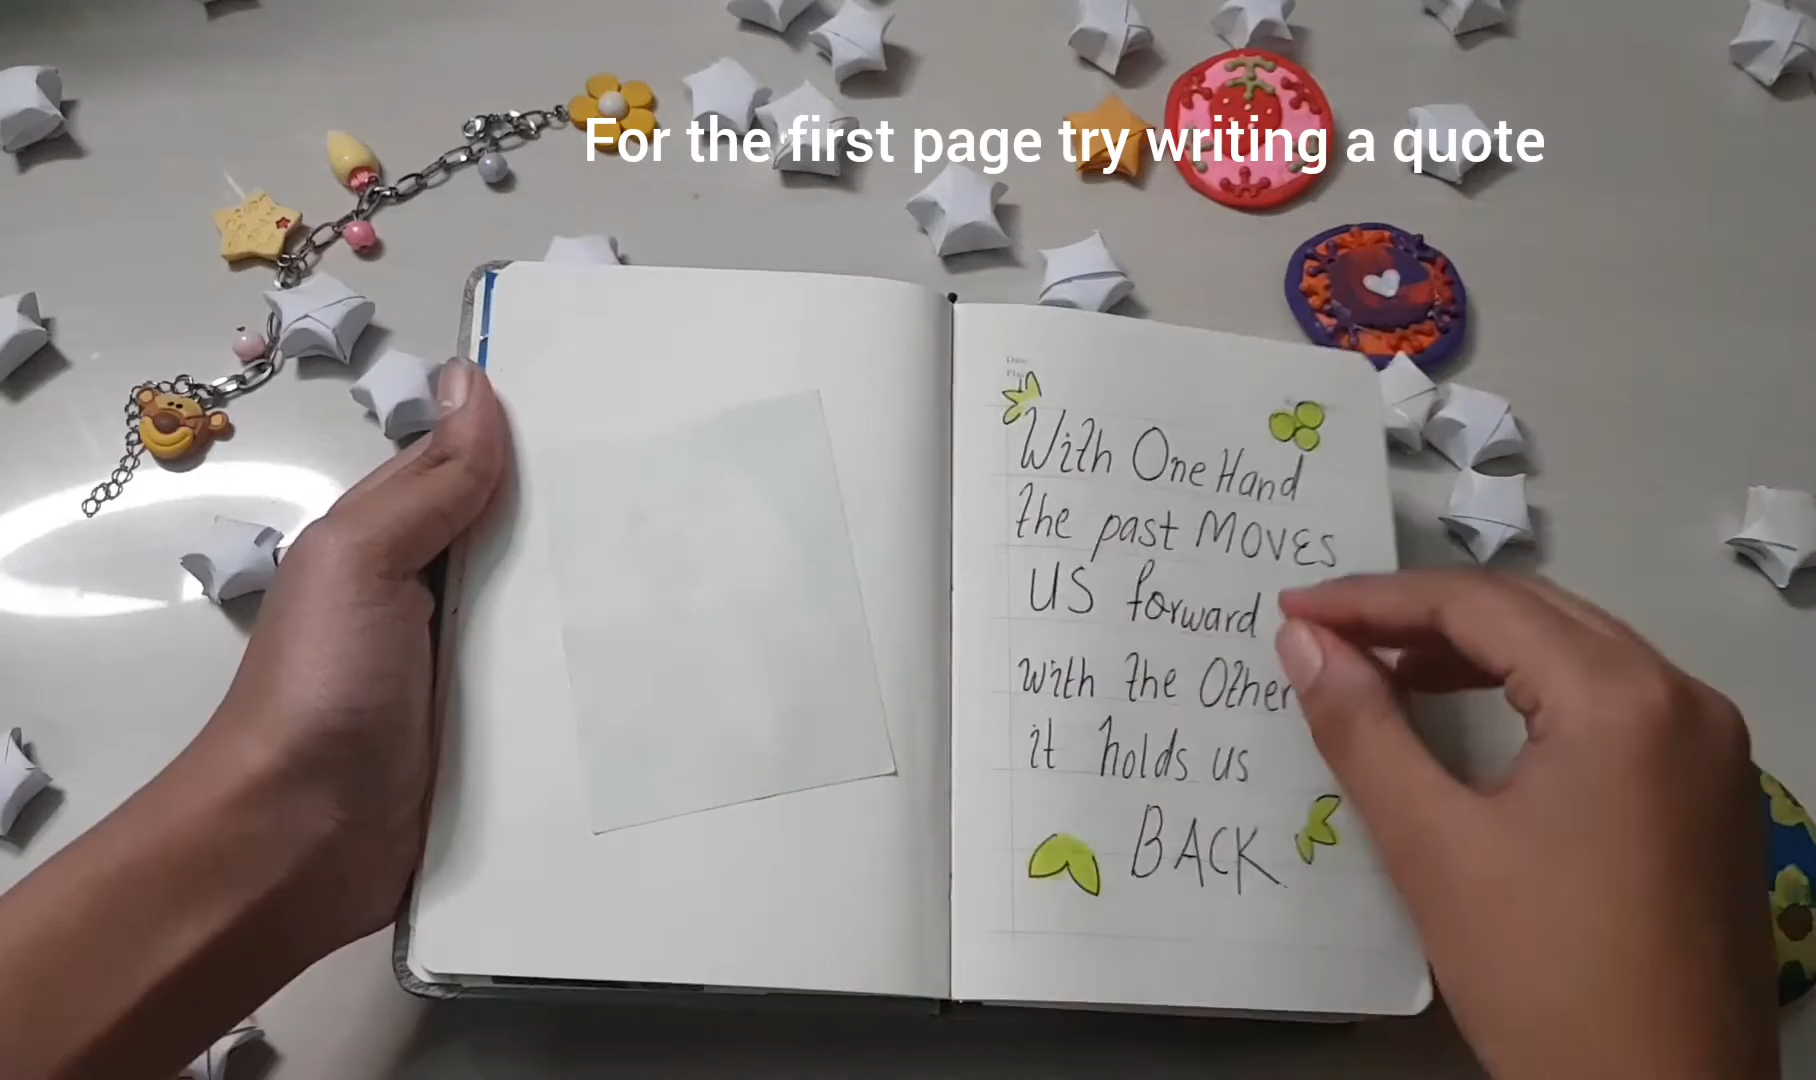 For the first page try writing a quote
Date
With One Hand
the past MOVES
US forward
with the Other
it holds us
BACK